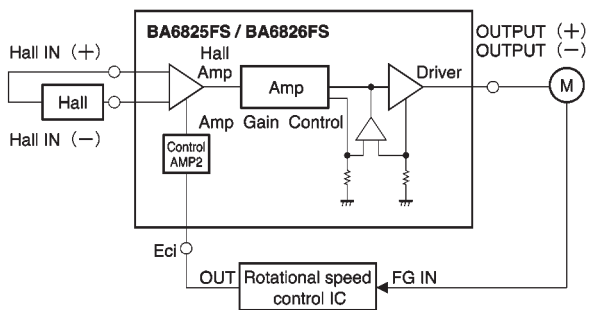 BA6825FS / BA6826FS
OUTPUT (+)
OUTPUT (−)
Hall IN (+)
Hall
Amp
Hall
Amp
Driver
M
Hall IN (−)
Amp Gain Control
Control
AMP2
Eci
OUT
Rotational speed
control IC
FG IN